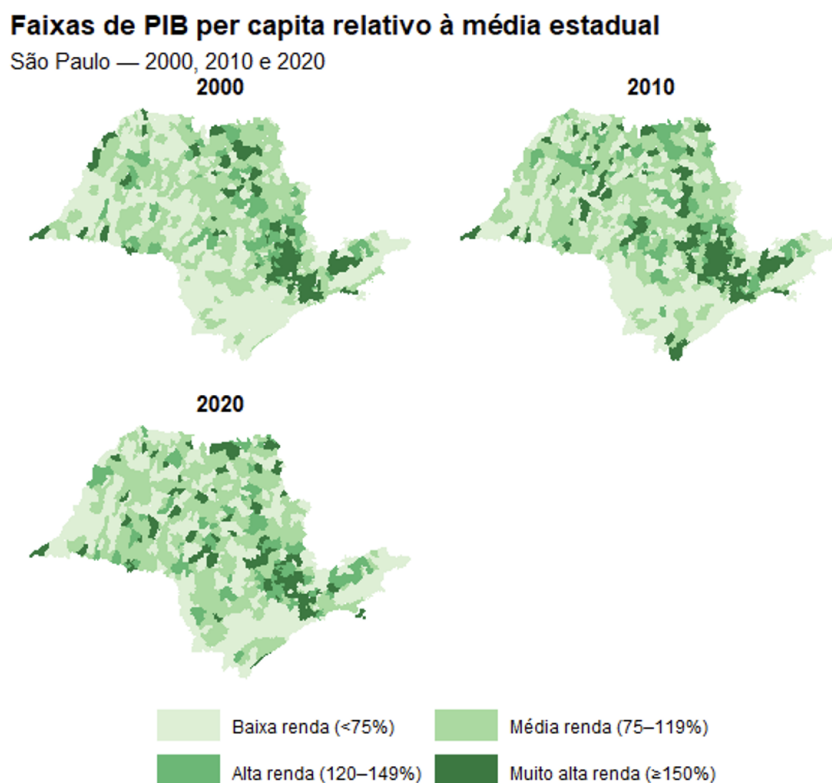 Faixas de PIB per capita relativo à média estadual
São Paulo — 2000, 2010 e 2020
2000
2010
2020
Baixa renda (<75%)
Média renda (75–119%)
Alta renda (120–149%)
Muito alta renda (≥150%)